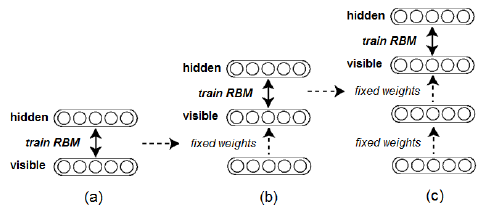 hidden
train RBM
visible
(a)
hidden
train RBM
visible
fixed weights
(b)
hidden
train RBM
visible
fixed weights
fixed weights
(c)